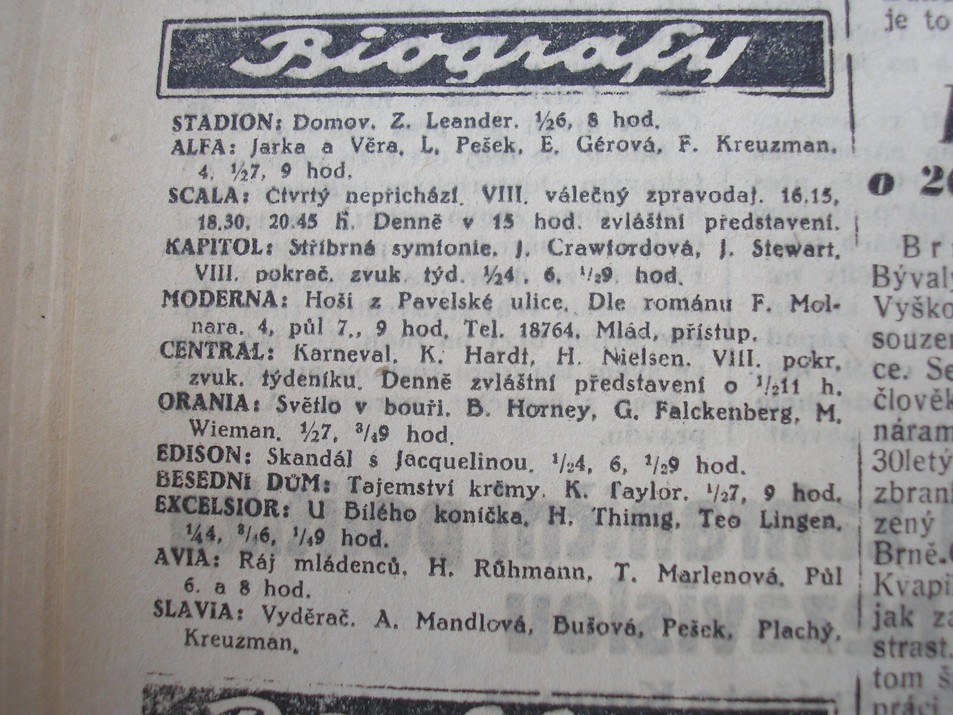 Biografy
STADION: Domov. Z. Leander. ½6, 8 hod.
ALFA: Jarka a Věra, L. Pešek, E. Gérová, F. Kreuzman.
4, ½7, 9 hod.
SCALA: Čtvrtý nepřichází. VIII. válečný zpravodaj. 16.15,
18.30, 20.45 h. Denně v 15 hod. zvláštní představení.
KAPITOL: Stříbrná symfonie, J. Crawfordová, J. Stewart.
VIII. pokrač. zvuk. týd. ½4, 6, ½9 hod.
MODERNA: Hoši z Pavelské ulice. Dle románu F. Mol-
nara. 4, půl 7., 9 hod. Tel. 18764. Mlád. přístup.
CENTRAL: Karneval. K. Hardt, H. Nielsen. VIII. pokr.
zvuk. týdeníku. Denně zvláštní představení o ½11 h.
ORANIA: Světlo v bouři. B. Horney, G. Falckenberg, M.
Wieman. ½7, ¾9 hod.
EDISON: Skandál s Jacquelinou. ½4, 6, ½9 hod.
BESEDNÍ DŮM: Tajemství krčmy. K. Taylor. ½7, 9 hod.
EXCELSIOR: U Bílého koníčka. H. Thimig, Teo Lingen.
¼4, ¾6, ¼9 hod.
AVIA: Ráj mládenců. H. Rühmann, T. Marlenová. Půl
6. a 8 hod.
SLAVIA: Vyděrač. A. Mandlová, Bušová, Pešek, Plachý,
Kreuzman.
je to
o 20
Bývalý
souzen
ce. Se
člověk
náram
30letý
zbran
zený
Brně.
Kvapi
jak za
strast.
tom š
práci